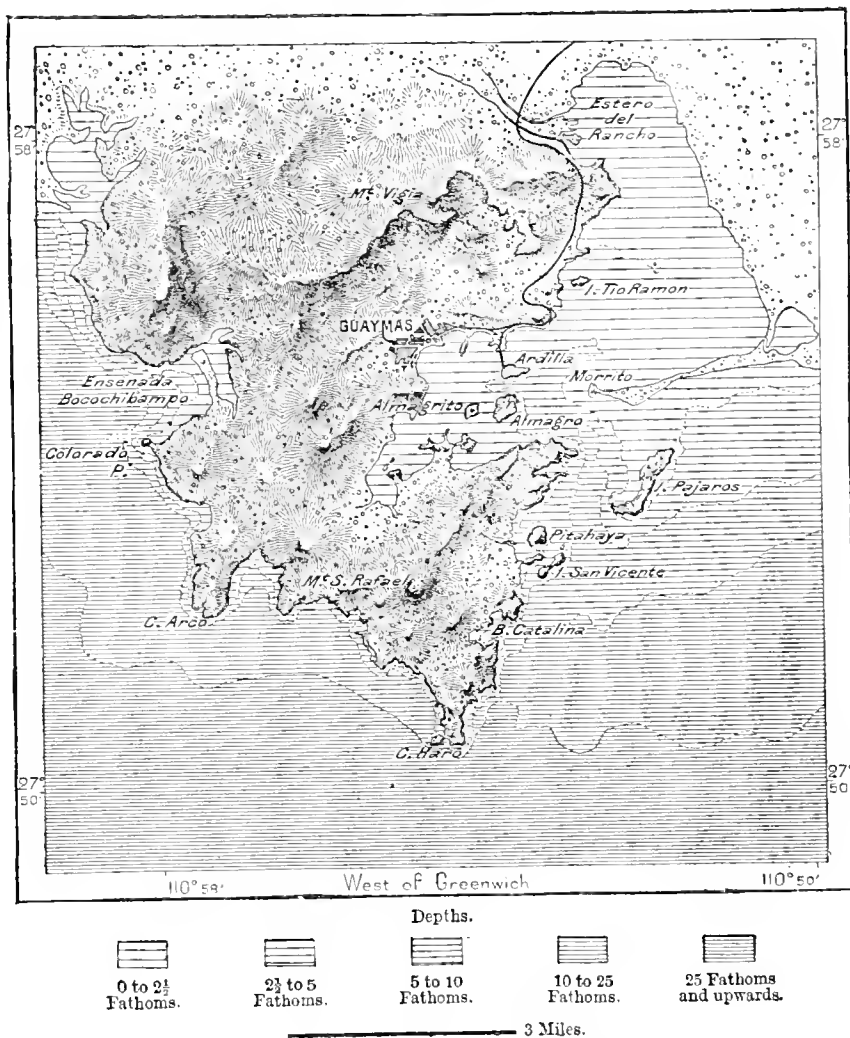 Estero
del
Rancho
27°
58'
27°
58'
Mt. Vigia
I. Tio Ramon
GUAYMAS
Ardilla
Morrito
Ensenada
Bocochibampo
Almagrito
Almagro
Colorado
P.
I. Pajaros
Pitahaya
I. San Vicente
Mt. S. Rafael
C. Arco
B. Catalina
C. Haro
27°
50'
27°
50'
110°58'
West of Greenwich
110°50'
Depths.
0 to 2½
Fathoms.
2½ to 5
Fathoms.
5 to 10
Fathoms.
10 to 25
Fathoms.
25 Fathoms
and upwards.
3 Miles.